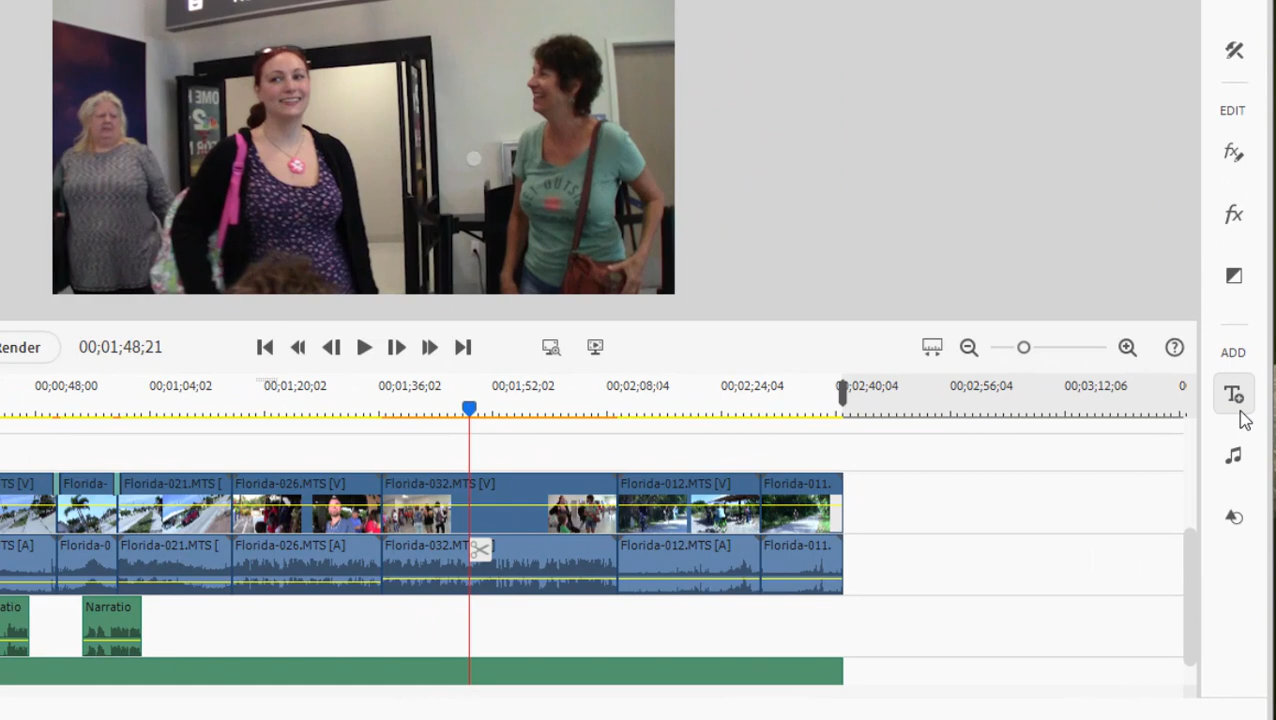 EDIT
fx
fx
Render
00;01;48;21
ADD
00;00;48;00
00;01;04;02
00;01;20;02
00;01;36;02
00;01;52;02
00;02;08;04
00;02;24;04
00;02;40;04
00;02;56;04
00;03;12;06
TS [V]
Florida-
Florida-021.MTS [
Florida-026.MTS [V]
Florida-032.MTS [V]
Florida-012.MTS [V]
Florida-011.
TS [A]
Florida-0
Florida-021.MTS [
Florida-026.MTS [A]
Florida-032.MT
Florida-012.MTS [A]
Florida-011.
atio
Narratio